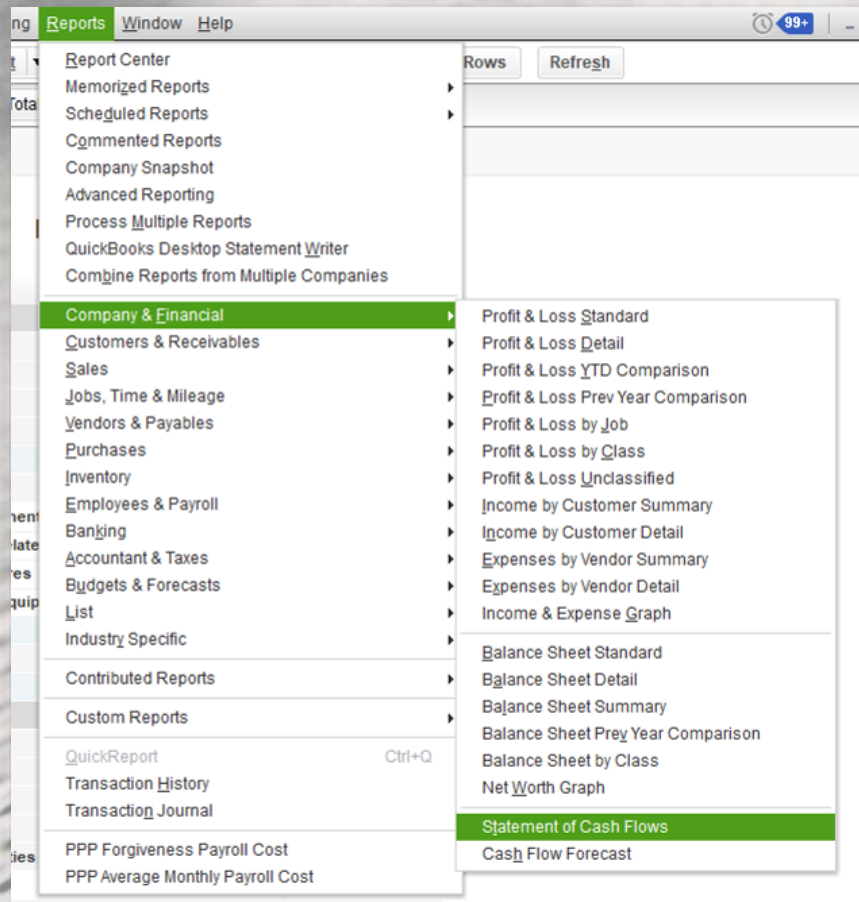 ng Reports Window Help 99+
Rows Refresh
Tota
Report Center
Memorized Reports
Scheduled Reports
Commented Reports
Company Snapshot
Advanced Reporting
Process Multiple Reports
QuickBooks Desktop Statement Writer
Combine Reports from Multiple Companies
Company & Financial
Customers & Receivables
Sales
Jobs, Time & Mileage
Vendors & Payables
Purchases
Inventory
Employees & Payroll
Banking
Accountant & Taxes
Budgets & Forecasts
List
Industry Specific
Contributed Reports
Custom Reports
QuickReport Ctrl+Q
Transaction History
Transaction Journal
PPP Forgiveness Payroll Cost
PPP Average Monthly Payroll Cost
Profit & Loss Standard
Profit & Loss Detail
Profit & Loss YTD Comparison
Profit & Loss Prev Year Comparison
Profit & Loss by Job
Profit & Loss by Class
Profit & Loss Unclassified
Income by Customer Summary
Income by Customer Detail
Expenses by Vendor Summary
Expenses by Vendor Detail
Income & Expense Graph
Balance Sheet Standard
Balance Sheet Detail
Balance Sheet Summary
Balance Sheet Prev Year Comparison
Balance Sheet by Class
Net Worth Graph
Statement of Cash Flows
Cash Flow Forecast
nent
late
res
quip
ties